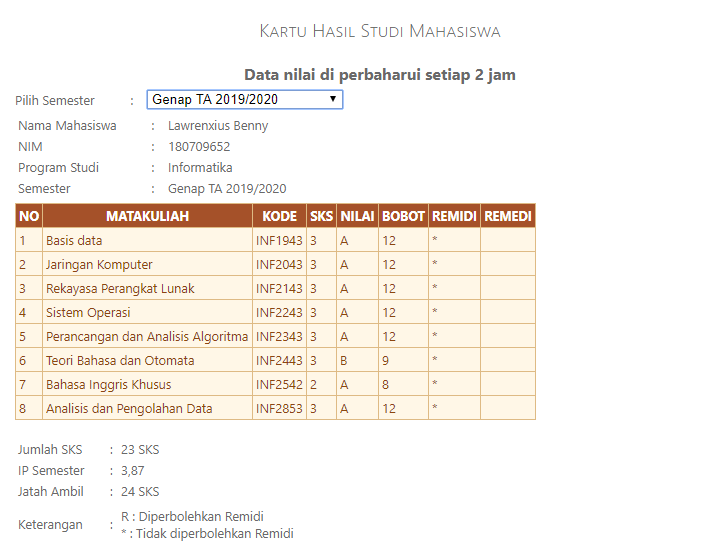 Kartu Hasil Studi Mahasiswa
Data nilai di perbaharui setiap 2 jam
Pilih Semester : Genap TA 2019/2020
Nama Mahasiswa : Lawrenxius Benny
NIM : 180709652
Program Studi : Informatika
Semester : Genap TA 2019/2020
NO MATAKULIAH KODE SKS NILAI BOBOT REMIDI REMEDI
1 Basis data INF1943 3 A 12 *
2 Jaringan Komputer INF2043 3 A 12 *
3 Rekayasa Perangkat Lunak INF2143 3 A 12 *
4 Sistem Operasi INF2243 3 A 12 *
5 Perancangan dan Analisis Algoritma INF2343 3 A 12 *
6 Teori Bahasa dan Otomata INF2443 3 B 9 *
7 Bahasa Inggris Khusus INF2542 2 A 8 *
8 Analisis dan Pengolahan Data INF2853 3 A 12 *
Jumlah SKS : 23 SKS
IP Semester : 3,87
Jatah Ambil : 24 SKS
Keterangan : R : Diperbolehkan Remidi
* : Tidak diperbolehkan Remidi